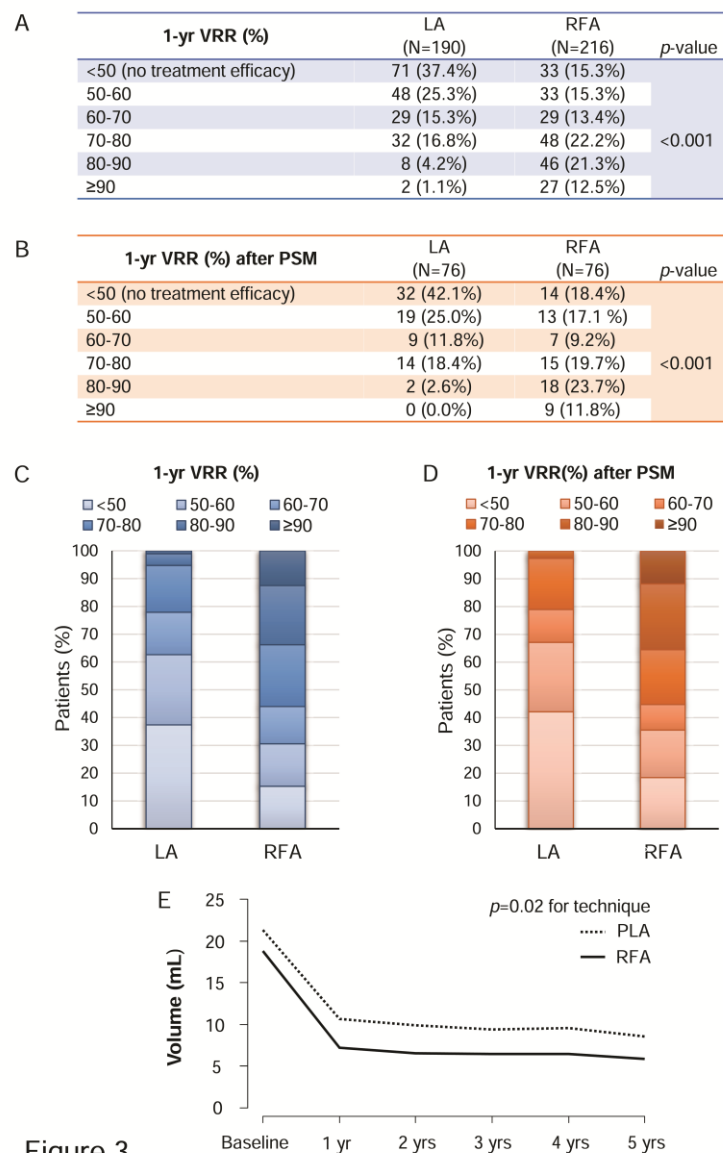 A
1-yr VRR (%) LA (N=190) RFA (N=216) p-value
<50 (no treatment efficacy) 71 (37.4%) 33 (15.3%)
50-60 48 (25.3%) 33 (15.3%)
60-70 29 (15.3%) 29 (13.4%)
70-80 32 (16.8%) 48 (22.2%) <0.001
80-90 8 (4.2%) 46 (21.3%)
≥90 2 (1.1%) 27 (12.5%)
B
1-yr VRR (%) after PSM LA (N=76) RFA (N=76) p-value
<50 (no treatment efficacy) 32 (42.1%) 14 (18.4%)
50-60 19 (25.0%) 13 (17.1 %)
60-70 9 (11.8%) 7 (9.2%)
70-80 14 (18.4%) 15 (19.7%) <0.001
80-90 2 (2.6%) 18 (23.7%)
≥90 0 (0.0%) 9 (11.8%)
C 1-yr VRR (%)
<50 50-60 60-70
70-80 80-90 ≥90
100
90
80
70
60
50
40
30
20
10
0
Patients (%)
LA RFA
D 1-yr VRR(%) after PSM
<50 50-60 60-70
70-80 80-90 ≥90
100
90
80
70
60
50
40
30
20
10
0
Patients (%)
LA RFA
E
p=0.02 for technique
PLA
RFA
25
20
15
10
5
0
Volume (mL)
Baseline 1 yr 2 yrs 3 yrs 4 yrs 5 yrs
Figure 3